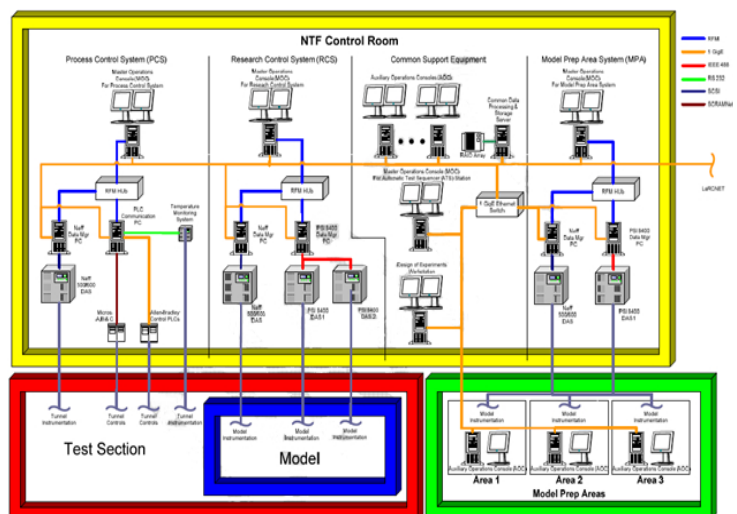 NTF Control Room
Process Control System (PCS)
Master Operations
Console(MOC)
For Process Control System
RFM HUB
PLC
Communication
PC
Temperature
Monitoring
System
Neff
Data Mgr
PC
Neff
500/600
DAS
Allen-Bradley
Control PLCs
Research Control System (RCS)
Master Operations
Console(MOC)
For Research Control System
RFM HUB
Neff
Data Mgr
PC
PSI 8400
Data Mgr
PC
Neff
500/600
DAS
PSI 8400
DAS 1
PSI 8400
DAS 2
Common Support Equipment
Auxiliary Operations Consoles (AOC)
Common Data
Processing &
Storage
Server
RAID Array
Master Operations Console (MOC)
1 GigE Ethernet
Switch
Design of Experiments
Workstation
Model Prep Area System (MPA)
Master Operations
Console(MOC)
For Model Prep Area System
RFM HUB
Neff
Data Mgr
PC
PSI 8400
Data Mgr
PC
Neff
500/600
DAS
PSI 8400
DAS 1
RFM
1 GigE
IEEE-488
RS 232
SCSI
SCRAMNet
LaRCNET
Tunnel
Instrumentation
Tunnel
Controls
Tunnel
Controls
Tunnel
Instrumentation
Test Section
Model
Instrumentation
Model
Instrumentation
Model
Instrumentation
Model
Model
Instrumentation
Model
Instrumentation
Model
Instrumentation
Auxiliary Operations Console (AOC)
Auxiliary Operations Console (AOC)
Auxiliary Operations Console (AOC)
Area 1
Area 2
Area 3
Model Prep Areas